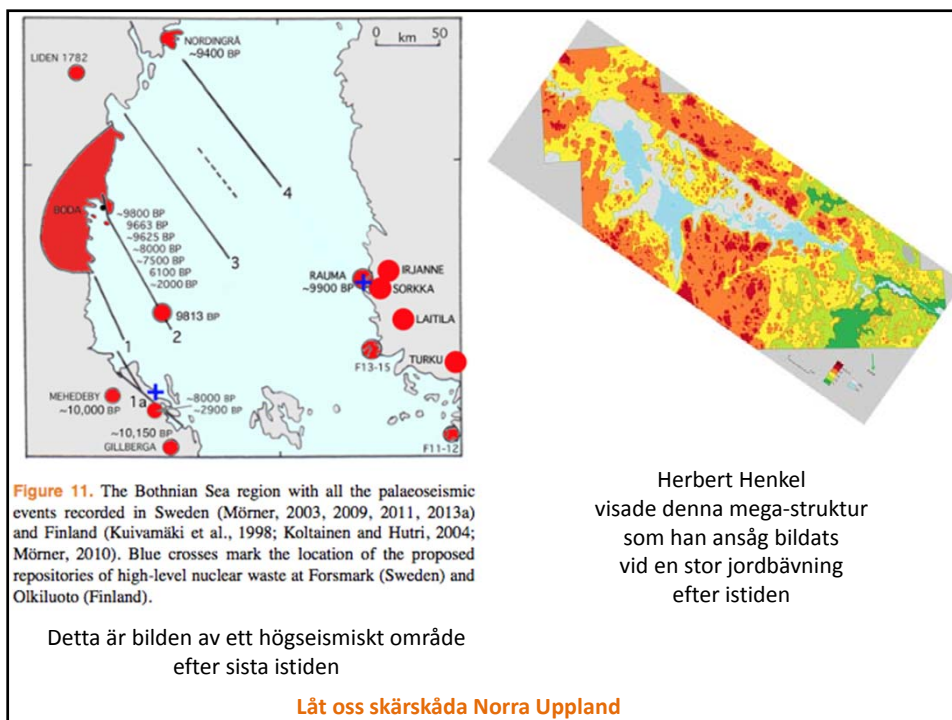 NORDINGRÅ
~9400 BP
0 km 50
LIDEN 1782
4
BODA
~9800 BP
9663 BP
~9625 BP
~8000 BP
~7500 BP
6100 BP
~2000 BP
3
RAUMA
~9900 BP
IRJANNE
SORKKA
9813 BP
LAITILA
1
2
F13-15
TURKU
MEHEDEBY
~10,000 BP
1a
~8000 BP
~2900 BP
~10,150 BP
GILLBERGA
F11-12
Figure 11. The Bothnian Sea region with all the palaeoseismic
events recorded in Sweden (Mörner, 2003, 2009, 2011, 2013a)
and Finland (Kuivamäki et al., 1998; Koltainen and Hutri, 2004;
Mörner, 2010). Blue crosses mark the location of the proposed
repositories of high-level nuclear waste at Forsmark (Sweden) and
Olkiluoto (Finland).
Herbert Henkel
visade denna mega-struktur
som han ansåg bildats
vid en stor jordbävning
efter istiden
Detta är bilden av ett högseismiskt område
efter sista istiden
Låt oss skärskåda Norra Uppland